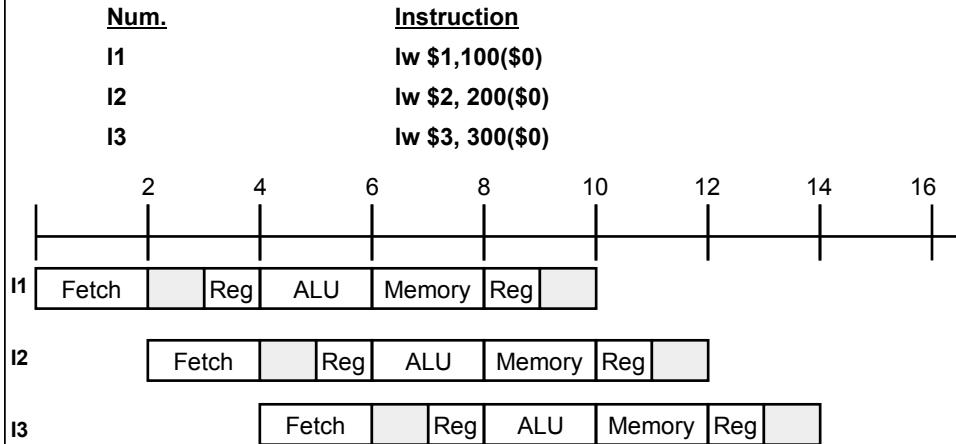 Num. Instruction
I1 lw $1,100($0)
I2 lw $2, 200($0)
I3 lw $3, 300($0)
2 4 6 8 10 12 14 16
I1 Fetch Reg ALU Memory Reg
I2 Fetch Reg ALU Memory Reg
I3 Fetch Reg ALU Memory Reg